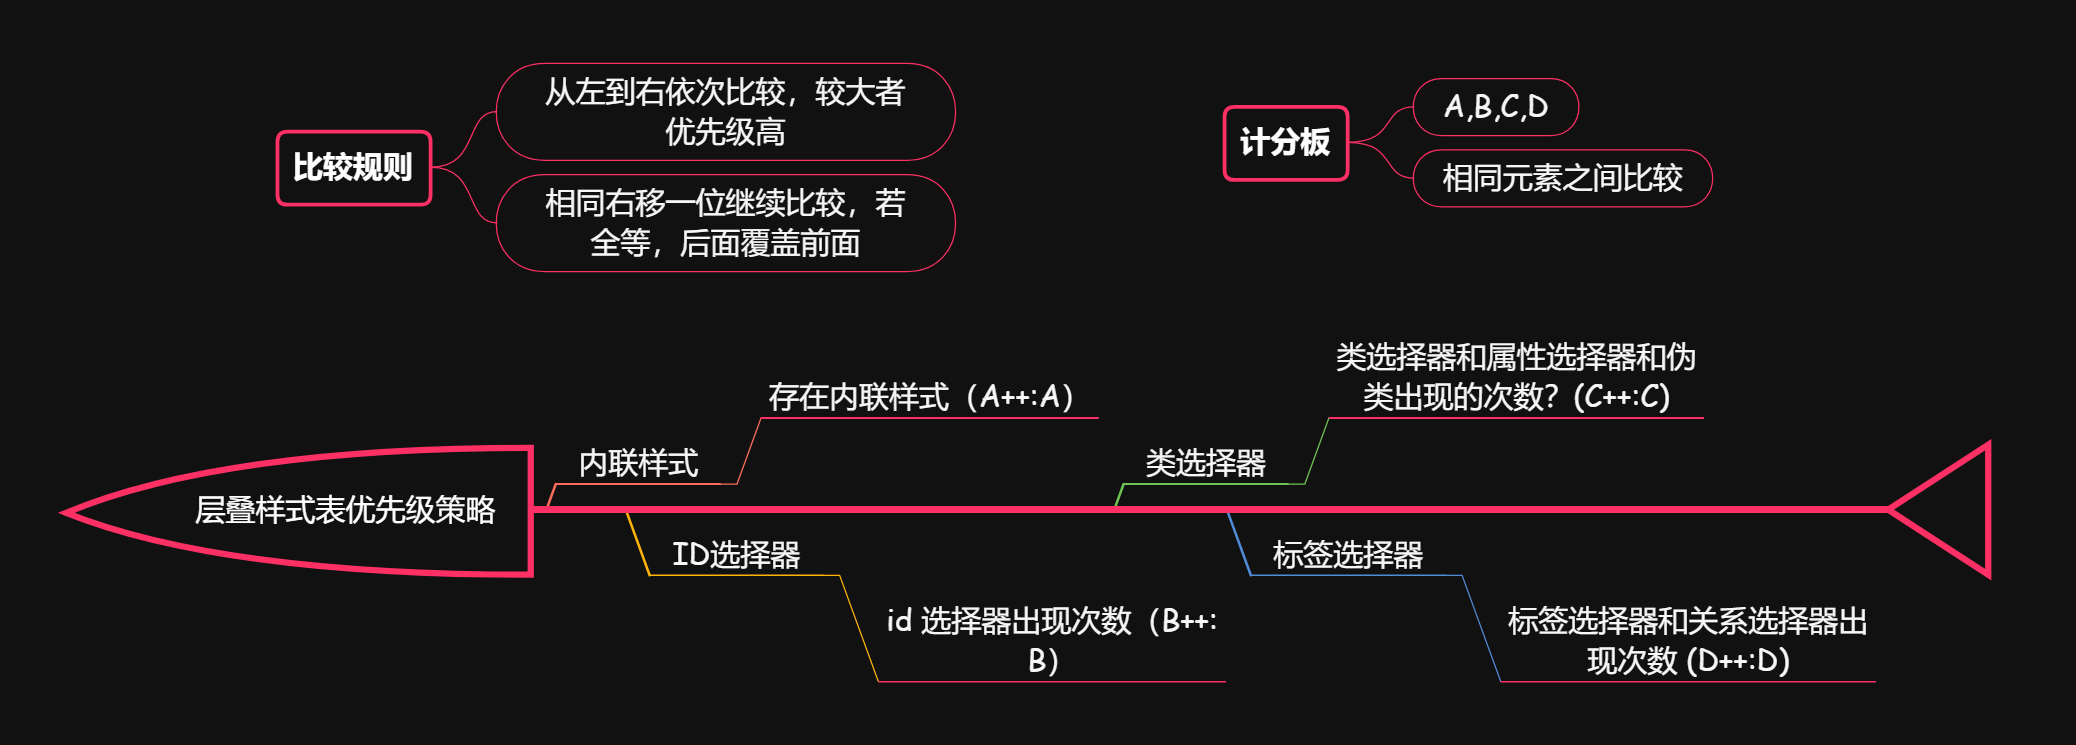 比较规则
从左到右依次比较，较大者
优先级高
相同右移一位继续比较，若
全等，后面覆盖前面
计分板
A,B,C,D
相同元素之间比较
层叠样式表优先级策略
内联样式
存在内联样式（A++:A）
ID选择器
id 选择器出现次数（B++:
B）
类选择器
类选择器和属性选择器和伪
类出现的次数？(C++:C)
标签选择器
标签选择器和关系选择器出
现次数 (D++:D)